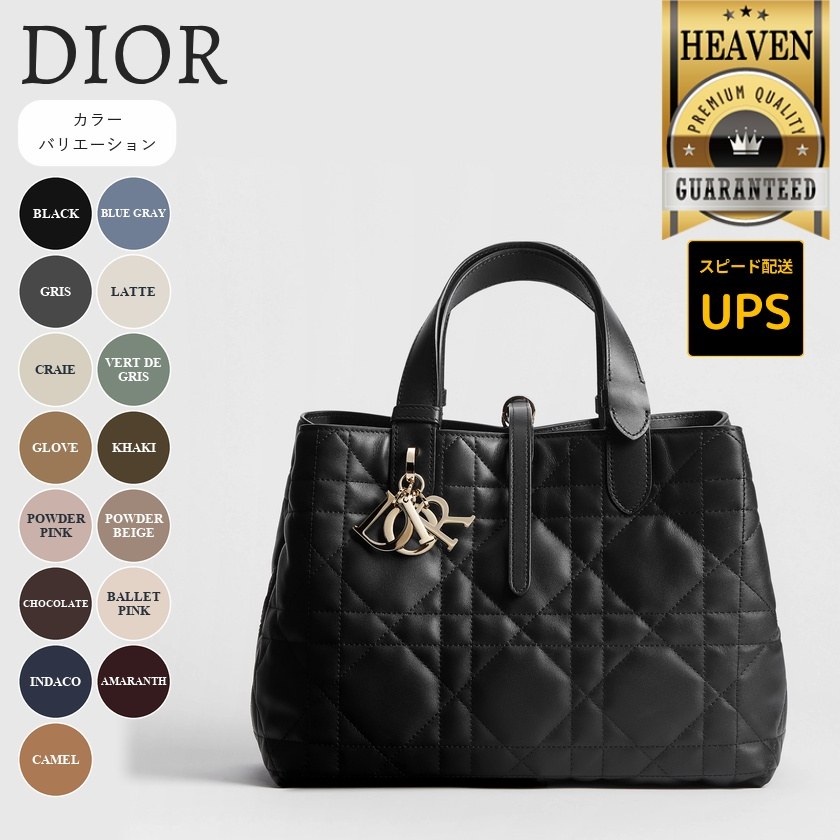 DIOR
カラー
バリエーション
BLACK
BLUE GRAY
GRIS
LATTE
CRAIE
VERT DE
GRIS
GLOVE
KHAKI
POWDER
PINK
POWDER
BEIGE
CHOCOLATE
BALLET
PINK
INDACO
AMARANTH
CAMEL
HEAVEN
PREMIUM QUALITY
GUARANTEED
スピード配送
UPS
DIOR